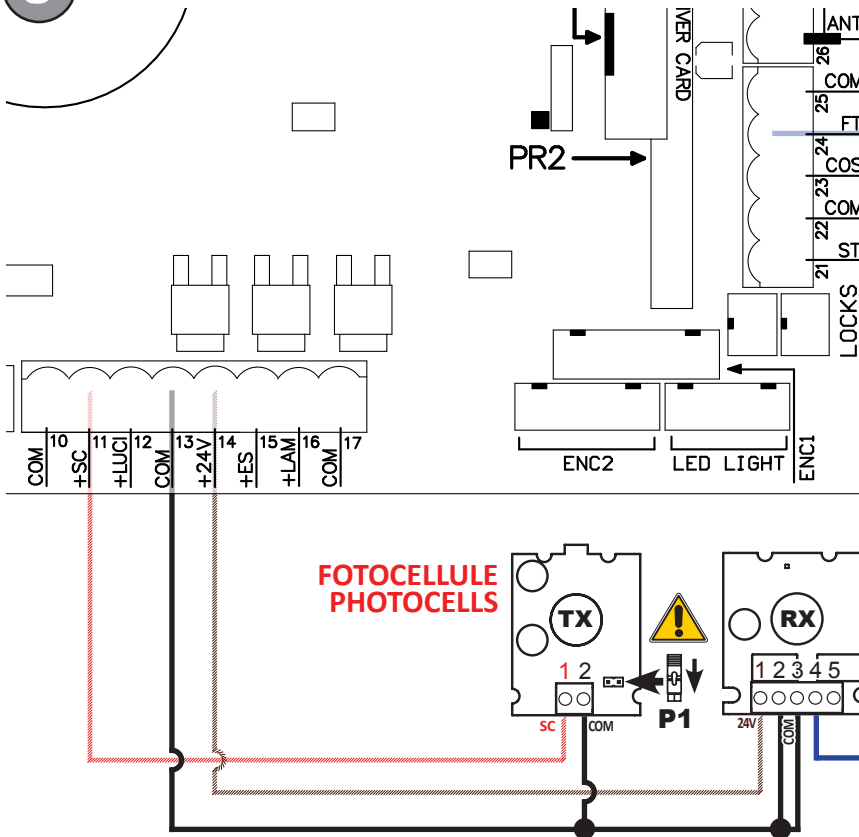 IVER CARD
ANT
26
COM
25
FT
24
COS
23
COM
22
ST
21
PR2
LOCKS
10 11 12 13 14 15 16 17
COM +SC +LUCI COM +24V +ES +LAM COM
ENC2
LED LIGHT
ENC1
FOTOCELLULE
PHOTOCELLS
TX
RX
1 2
1 2 3 4 5
P1
SC COM
24V COM